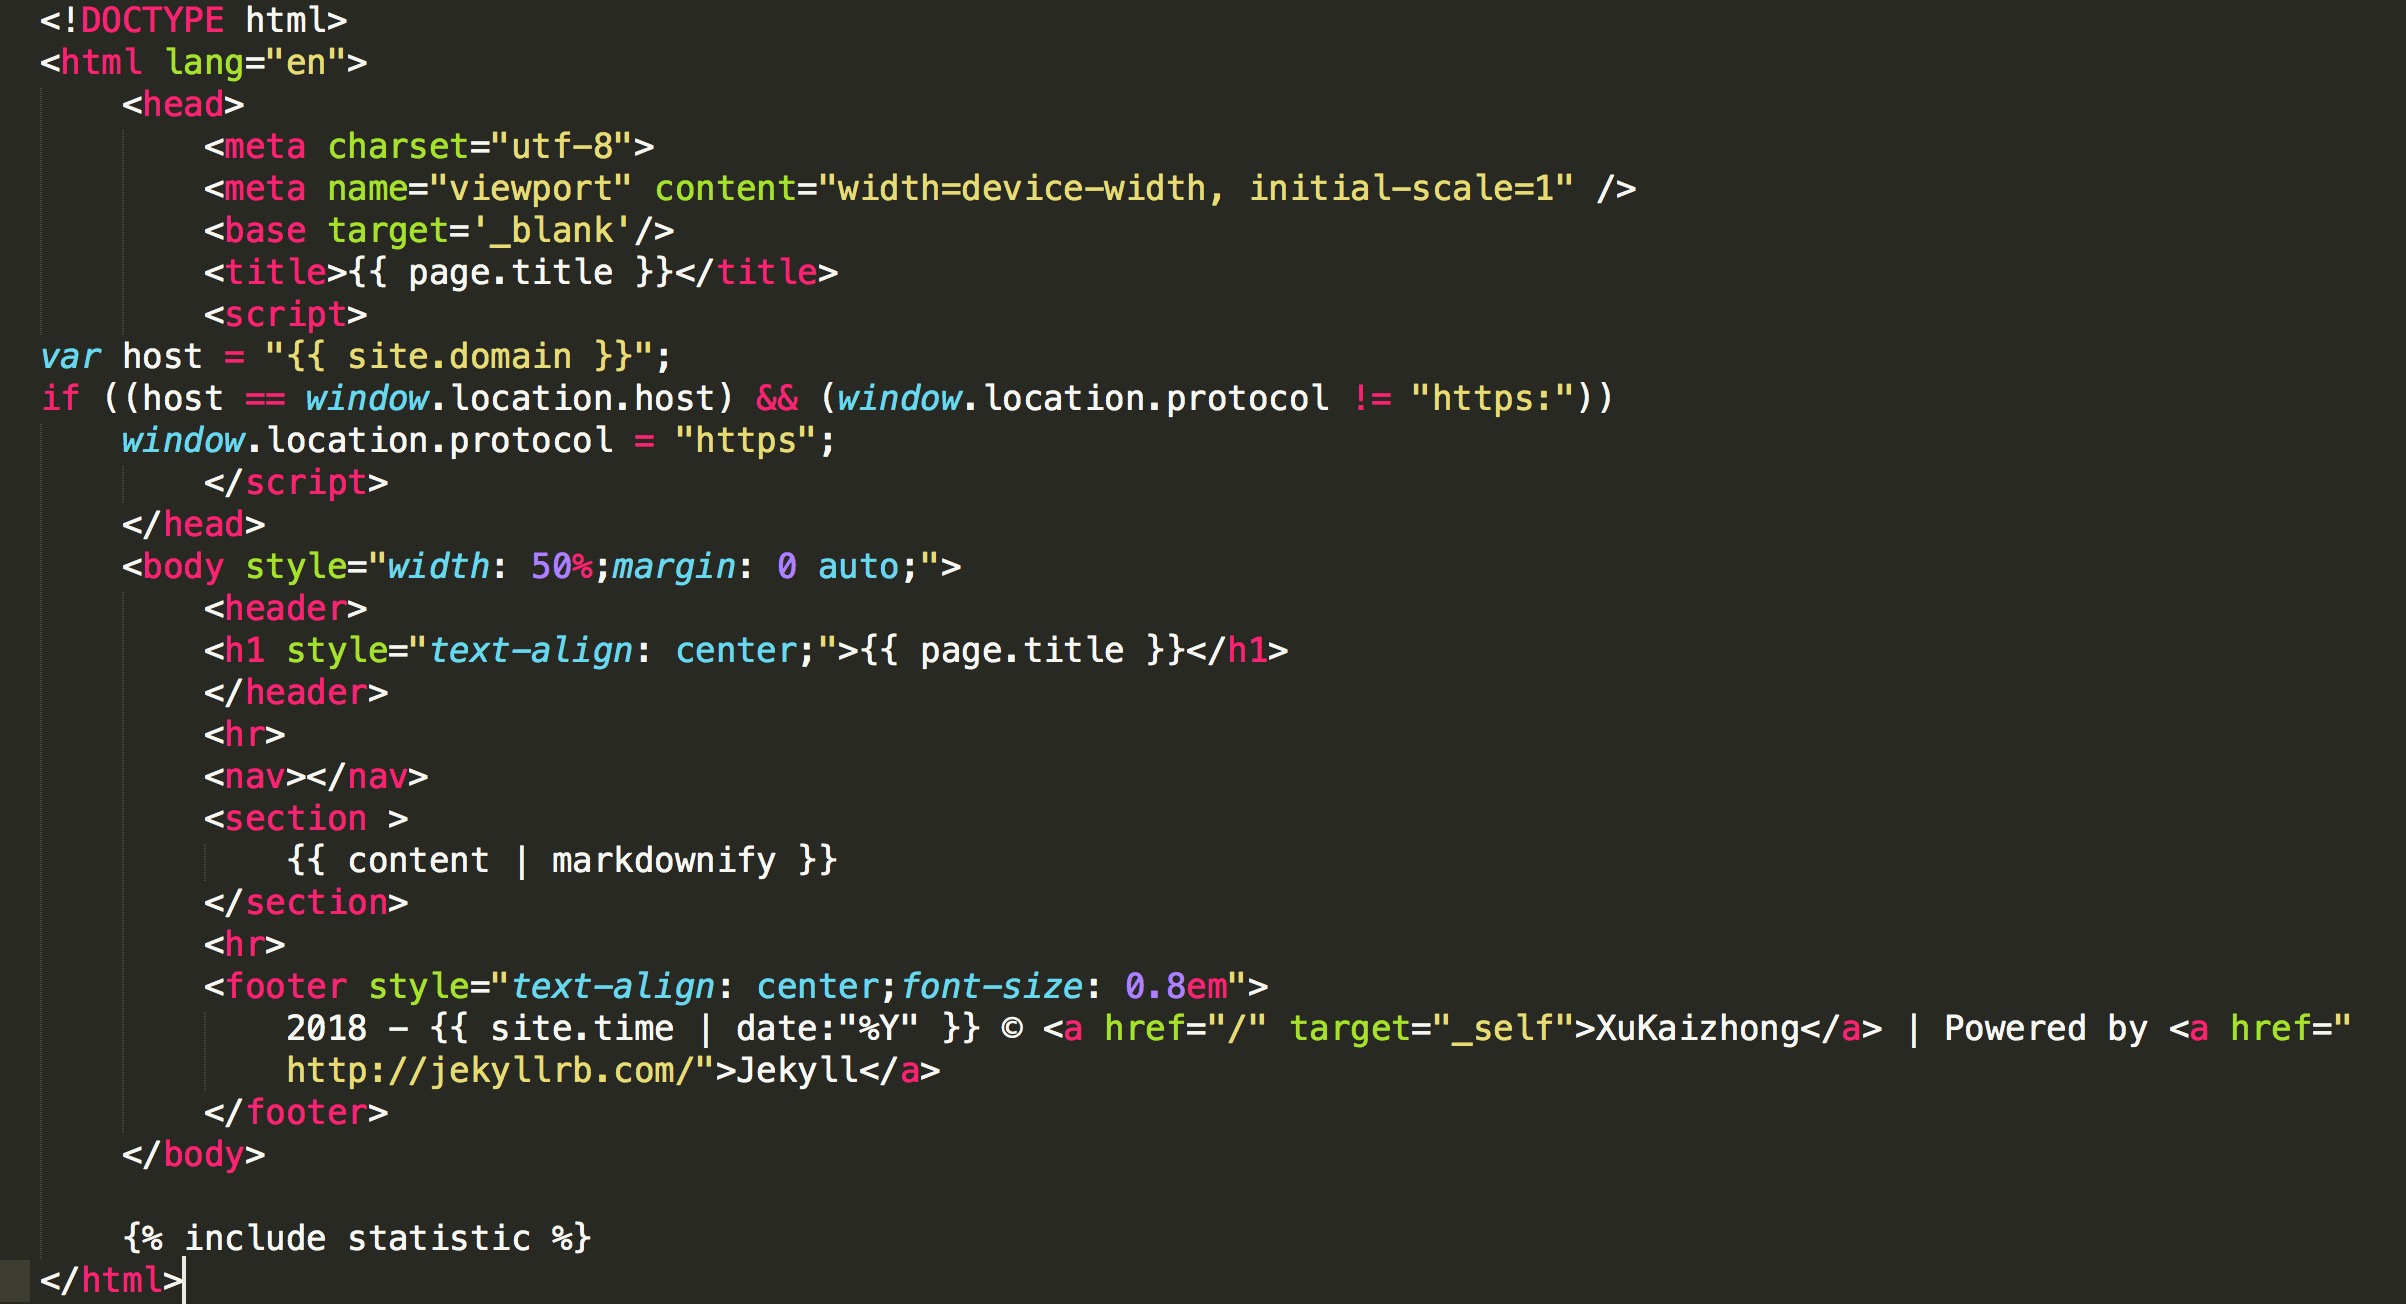 <!DOCTYPE html>
<html lang="en">
    <head>
        <meta charset="utf-8">
        <meta name="viewport" content="width=device-width, initial-scale=1" />
        <base target='_blank'/>
        <title>{{ page.title }}</title>
        <script>
var host = "{{ site.domain }}";
if ((host == window.location.host) && (window.location.protocol != "https:"))
    window.location.protocol = "https";
        </script>
    </head>
    <body style="width: 50%;margin: 0 auto;">
        <header>
        <h1 style="text-align: center;">{{ page.title }}</h1>
        </header>
        <hr>
        <nav></nav>
        <section >
            {{ content | markdownify }}
        </section>
        <hr>
        <footer style="text-align: center;font-size: 0.8em">
            2018 - {{ site.time | date:"%Y" }} © <a href="/" target="_self">XuKaizhong</a> | Powered by <a href="
            http://jekyllrb.com/">Jekyll</a>
        </footer>
    </body>

    {% include statistic %}
</html>